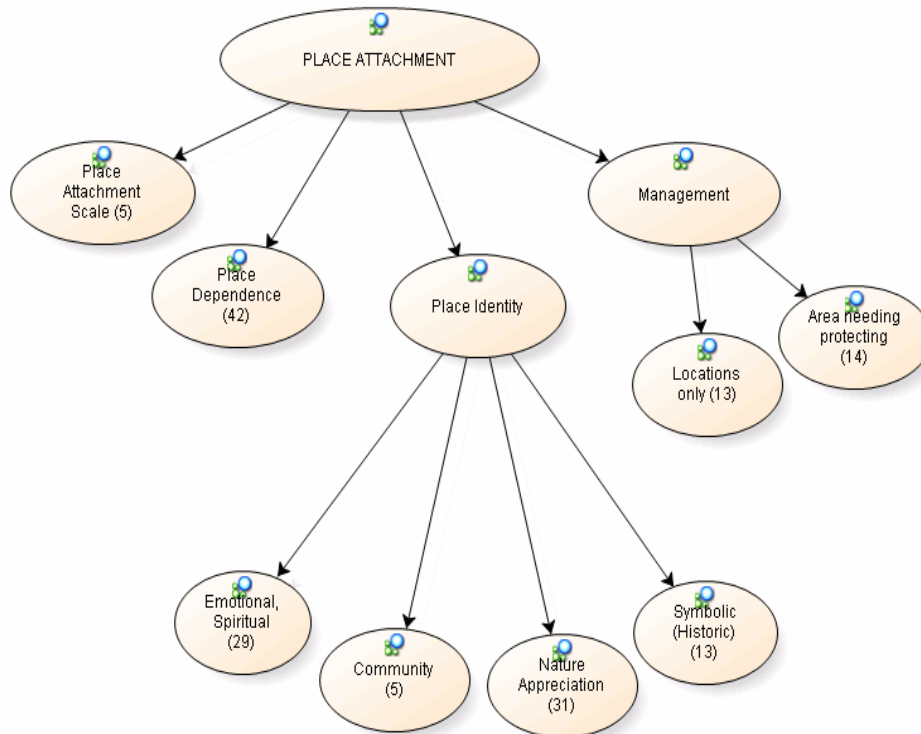 PLACE ATTACHMENT
Place
Attachment
Scale (5)
Place
Dependence
(42)
Place Identity
Management
Locations
only (13)
Area needing
protecting
(14)
Emotional,
Spiritual
(29)
Community
(5)
Nature
Appreciation
(31)
Symbolic
(Historic)
(13)